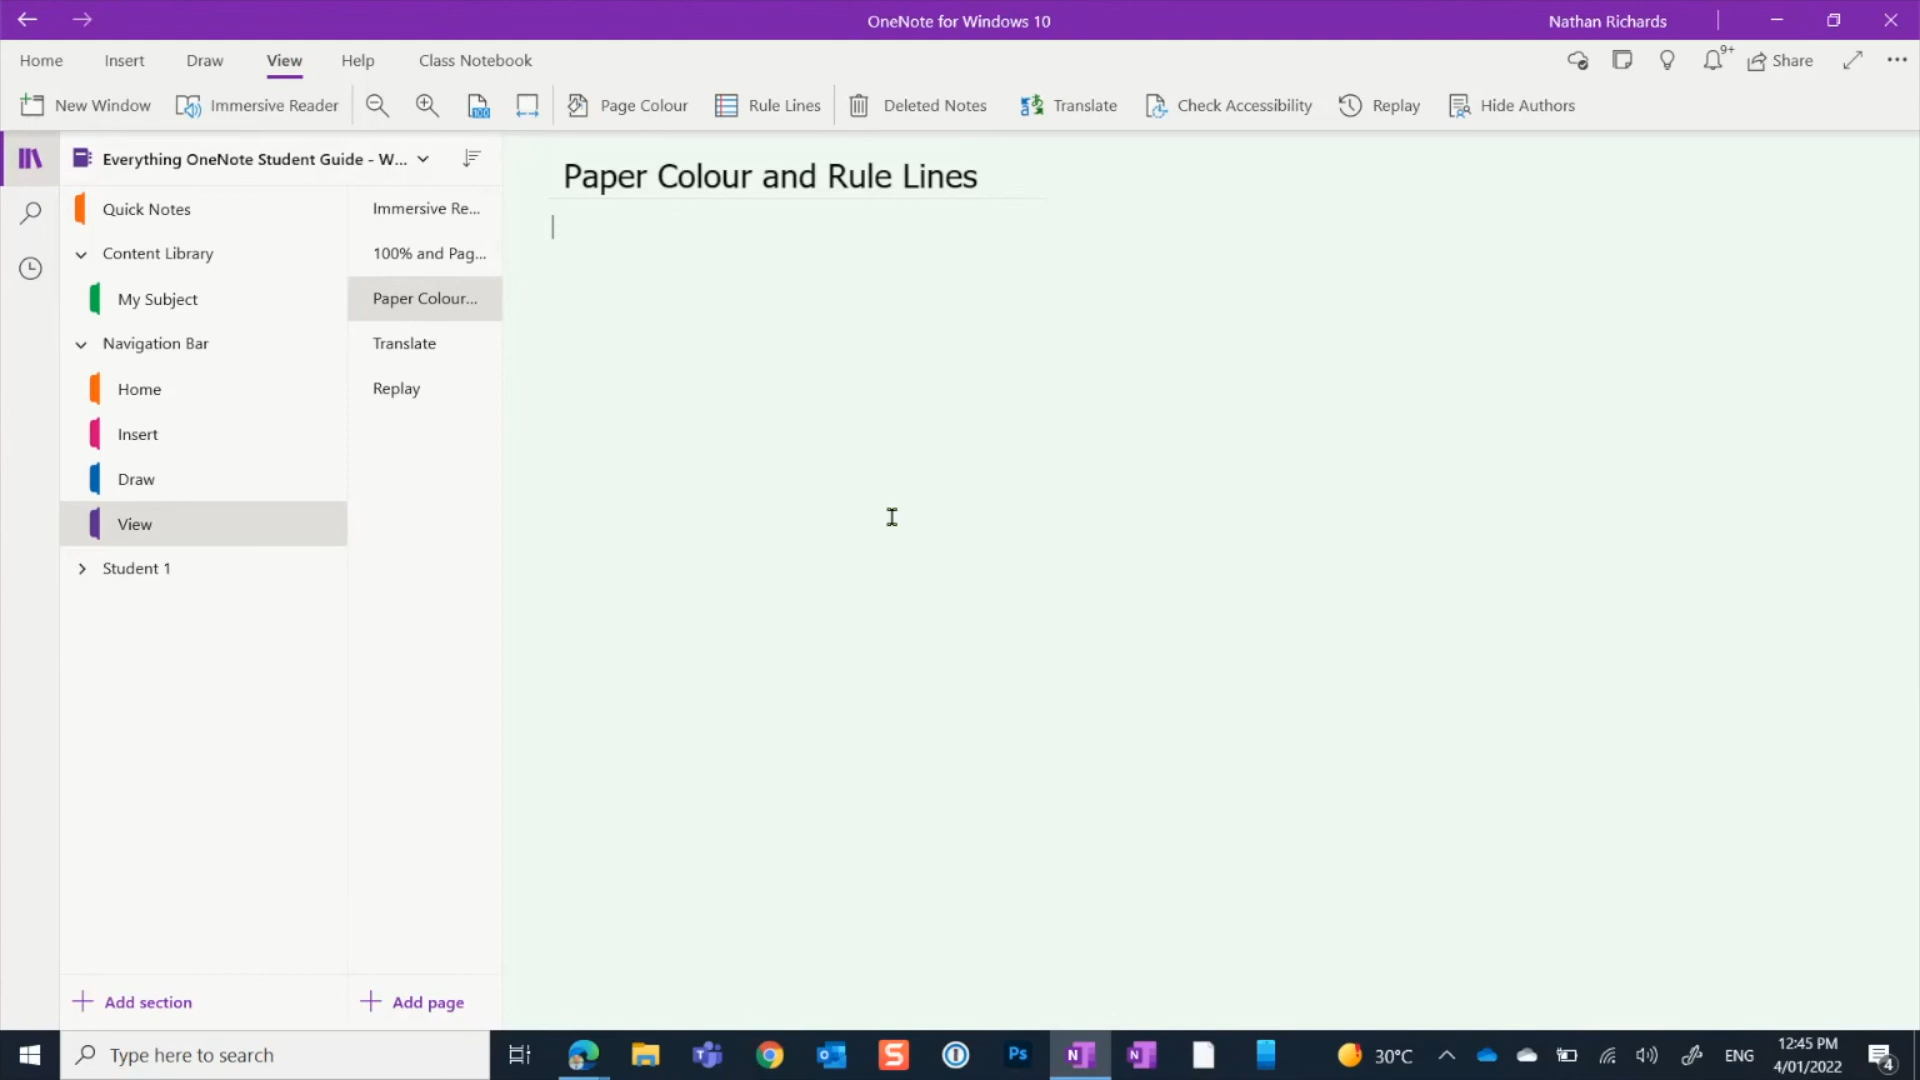 OneNote for Windows 10
Nathan Richards
Home Insert Draw View Help Class Notebook
9+
Share
New Window Immersive Reader
100
Page Colour Rule Lines Deleted Notes Translate Check Accessibility Replay Hide Authors
Everything OneNote Student Guide - W...
Quick Notes
Content Library
My Subject
Navigation Bar
Home
Insert
Draw
View
Student 1
Add section
Immersive Re...
100% and Pag...
Paper Colour...
Translate
Replay
Add page
Paper Colour and Rule Lines
Type here to search
Ps
30°C
ENG
12:45 PM
4/01/2022
4